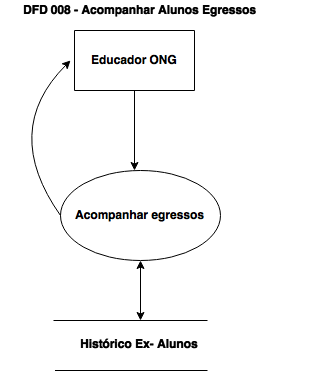 DFD 008 - Acompanhar Alunos Egressos
Educador ONG
Acompanhar egressos
Histórico Ex- Alunos